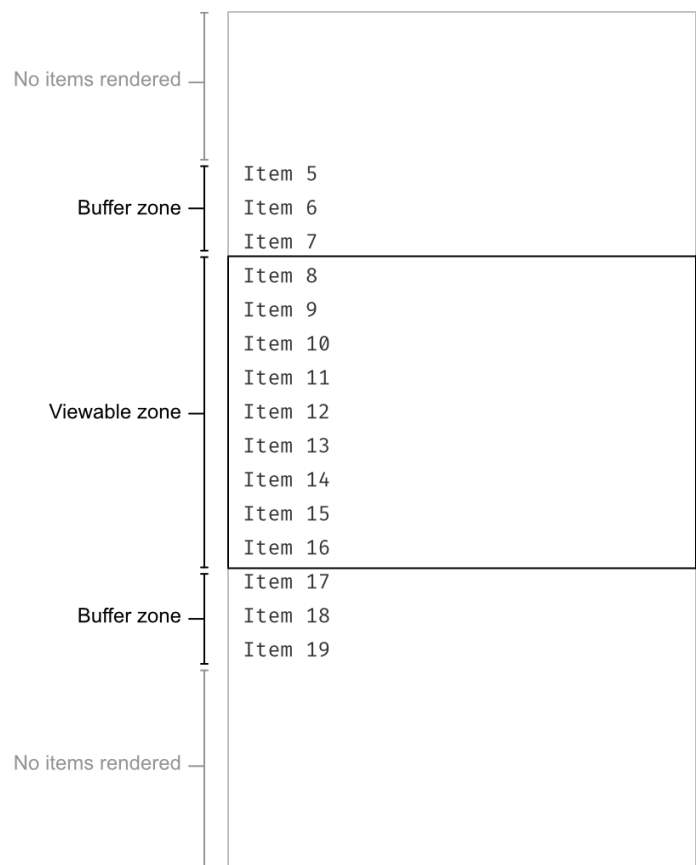 No items rendered
Item 5
Buffer zone
Item 6
Item 7
Item 8
Item 9
Item 10
Item 11
Viewable zone
Item 12
Item 13
Item 14
Item 15
Item 16
Item 17
Buffer zone
Item 18
Item 19
No items rendered